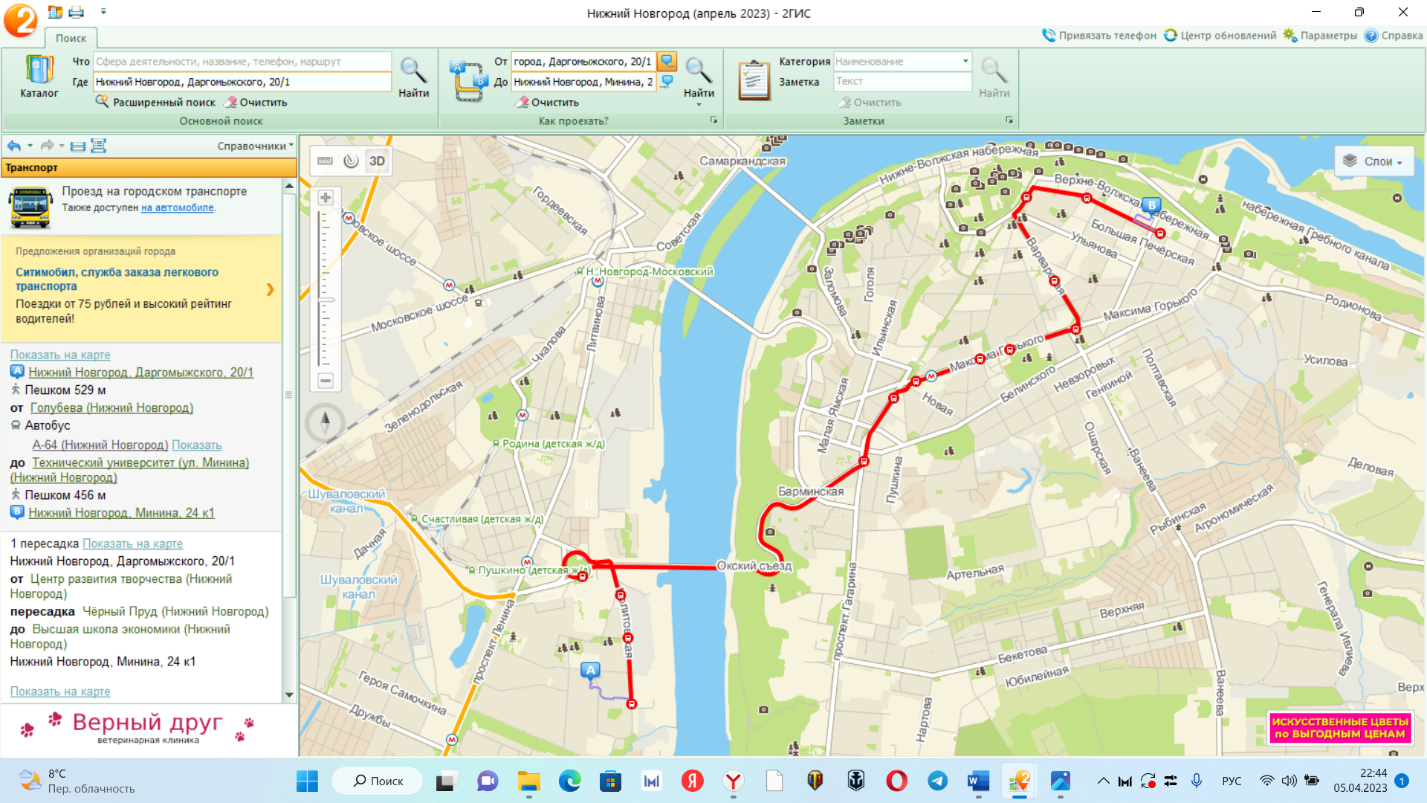 Нижний Новгород (апрель 2023) - 2ГИС
Поиск
Привязать телефон
Центр обновлений
Параметры
Справка
Каталог
Что
Сфера деятельности, название, телефон, маршрут
Где
Нижний Новгород, Даргомыжского, 20/1
Расширенный поиск
Очистить
Найти
Основной поиск
От
город, Даргомыжского, 20/1
До
Нижний Новгород, Минина, 2
Очистить
Найти
Как проехать?
Категория
Наименование
Заметка
Текст
Очистить
Найти
Заметки
Справочники
Транспорт
Проезд на городском транспорте
Также доступен на автомобиле.
Предложения организаций города
Ситимобил, служба заказа легкового
транспорта
Поездки от 75 рублей и высокий рейтинг
водителей!
Показать на карте
A Нижний Новгород, Даргомыжского, 20/1
Пешком 529 м
от Голубева (Нижний Новгород)
Автобус
А-64 (Нижний Новгород) Показать
до Технический университет (ул. Минина)
(Нижний Новгород)
Пешком 456 м
B Нижний Новгород, Минина, 24 к1
1 пересадка Показать на карте
Нижний Новгород, Даргомыжского, 20/1
от Центр развития творчества (Нижний
Новгород)
пересадка Чёрный Пруд (Нижний Новгород)
до Высшая школа экономики (Нижний
Новгород)
Нижний Новгород, Минина, 24 к1
Показать на карте
Верный друг
ветеринарная клиника
3D
Слои
Самаркандская
Нижне-Волжская набережная
Верхне-Волжская набережная
набережная Гребного канала
Гордеевская
Московское шоссе
Советская
Н. Новгород-Московский
Московское шоссе
Литвинова
Чкалова
Зеленодольская
Родина (детская ж/д)
Шуваловский
канал
Счастливая (детская ж/д)
Дачная
Пушкино (детская ж/д)
Шуваловский
канал
проспект Ленина
Героя Самочкина
Дружбы
A
B
Большая Печёрская
Ульянова
Варварская
Заломова
Гоголя
Ильинская
Максима Горького
Максима Горького
Родионова
Усилова
Белинского
Невзоровых
Генкиной
Полтавская
Новая
Малая Ямская
Пушкина
Барминская
Ошарская
Ванеева
Деловая
Рыбинская
Агрономическая
Окский съезд
проспект Гагарина
Артельная
Верхняя
Бекетова
Юбилейная
Генерала Ивлиева
Нартова
Ванеева
Верх
ИСКУССТВЕННЫЕ ЦВЕТЫ
по ВЫГОДНЫМ ЦЕНАМ
8°C
Пер. облачность
Поиск
РУС
22:44
05.04.2023
1